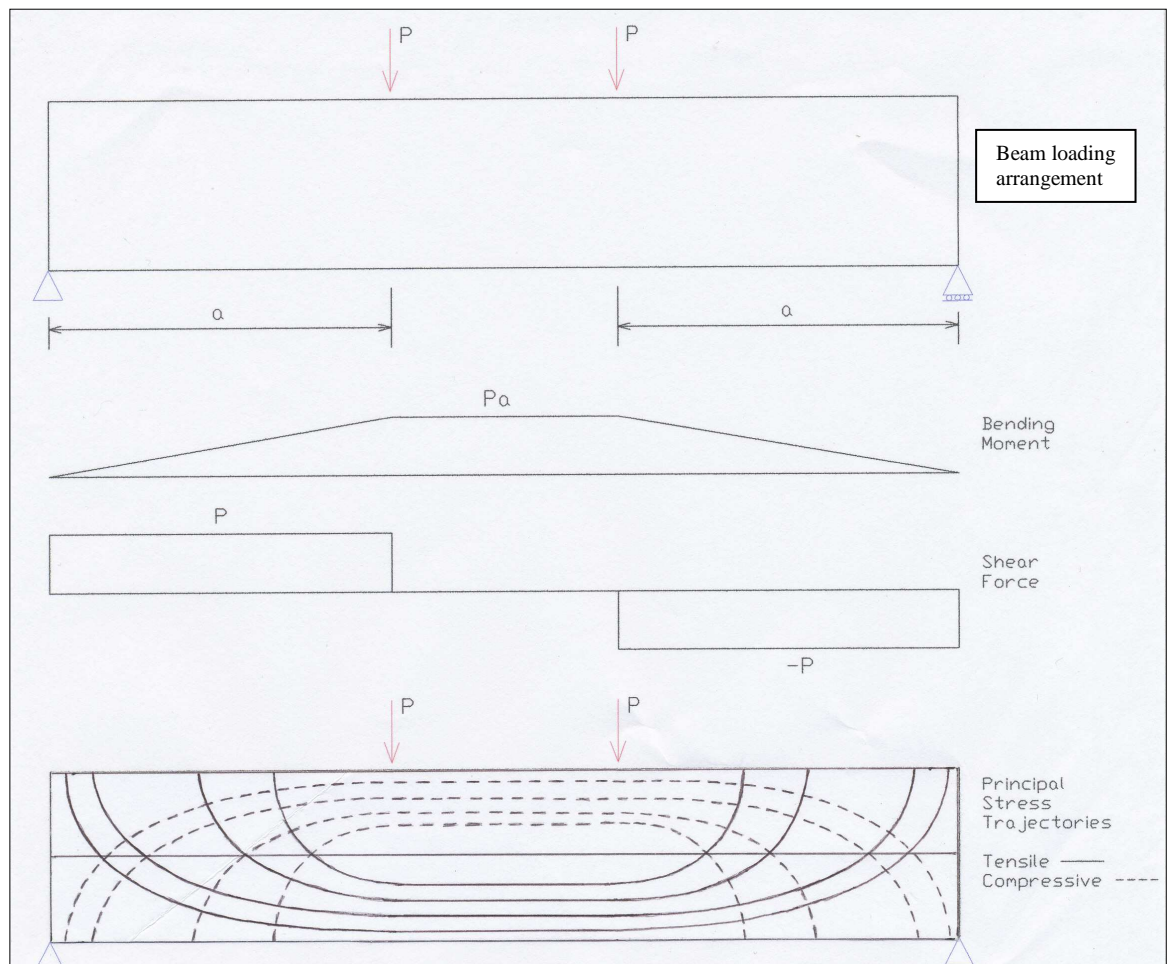 P
P
Beam loading
arrangement
a
a
Pa
Bending
Moment
P
Shear
Force
-P
P
P
Principal
Stress
Trajectories
Tensile
Compressive